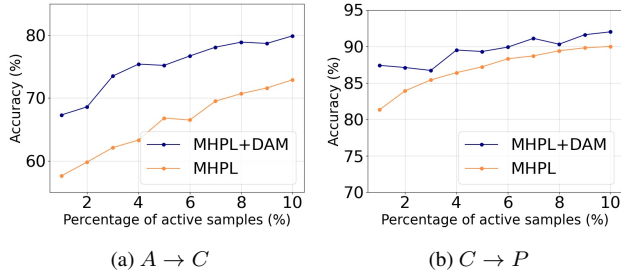 80
70
60
Accuracy (%)
MHPL+DAM
MHPL
2 4 6 8 10
Percentage of active samples (%)
(a) A → C
95
90
85
80
75
70
Accuracy (%)
MHPL+DAM
MHPL
2 4 6 8 10
Percentage of active samples (%)
(b) C → P